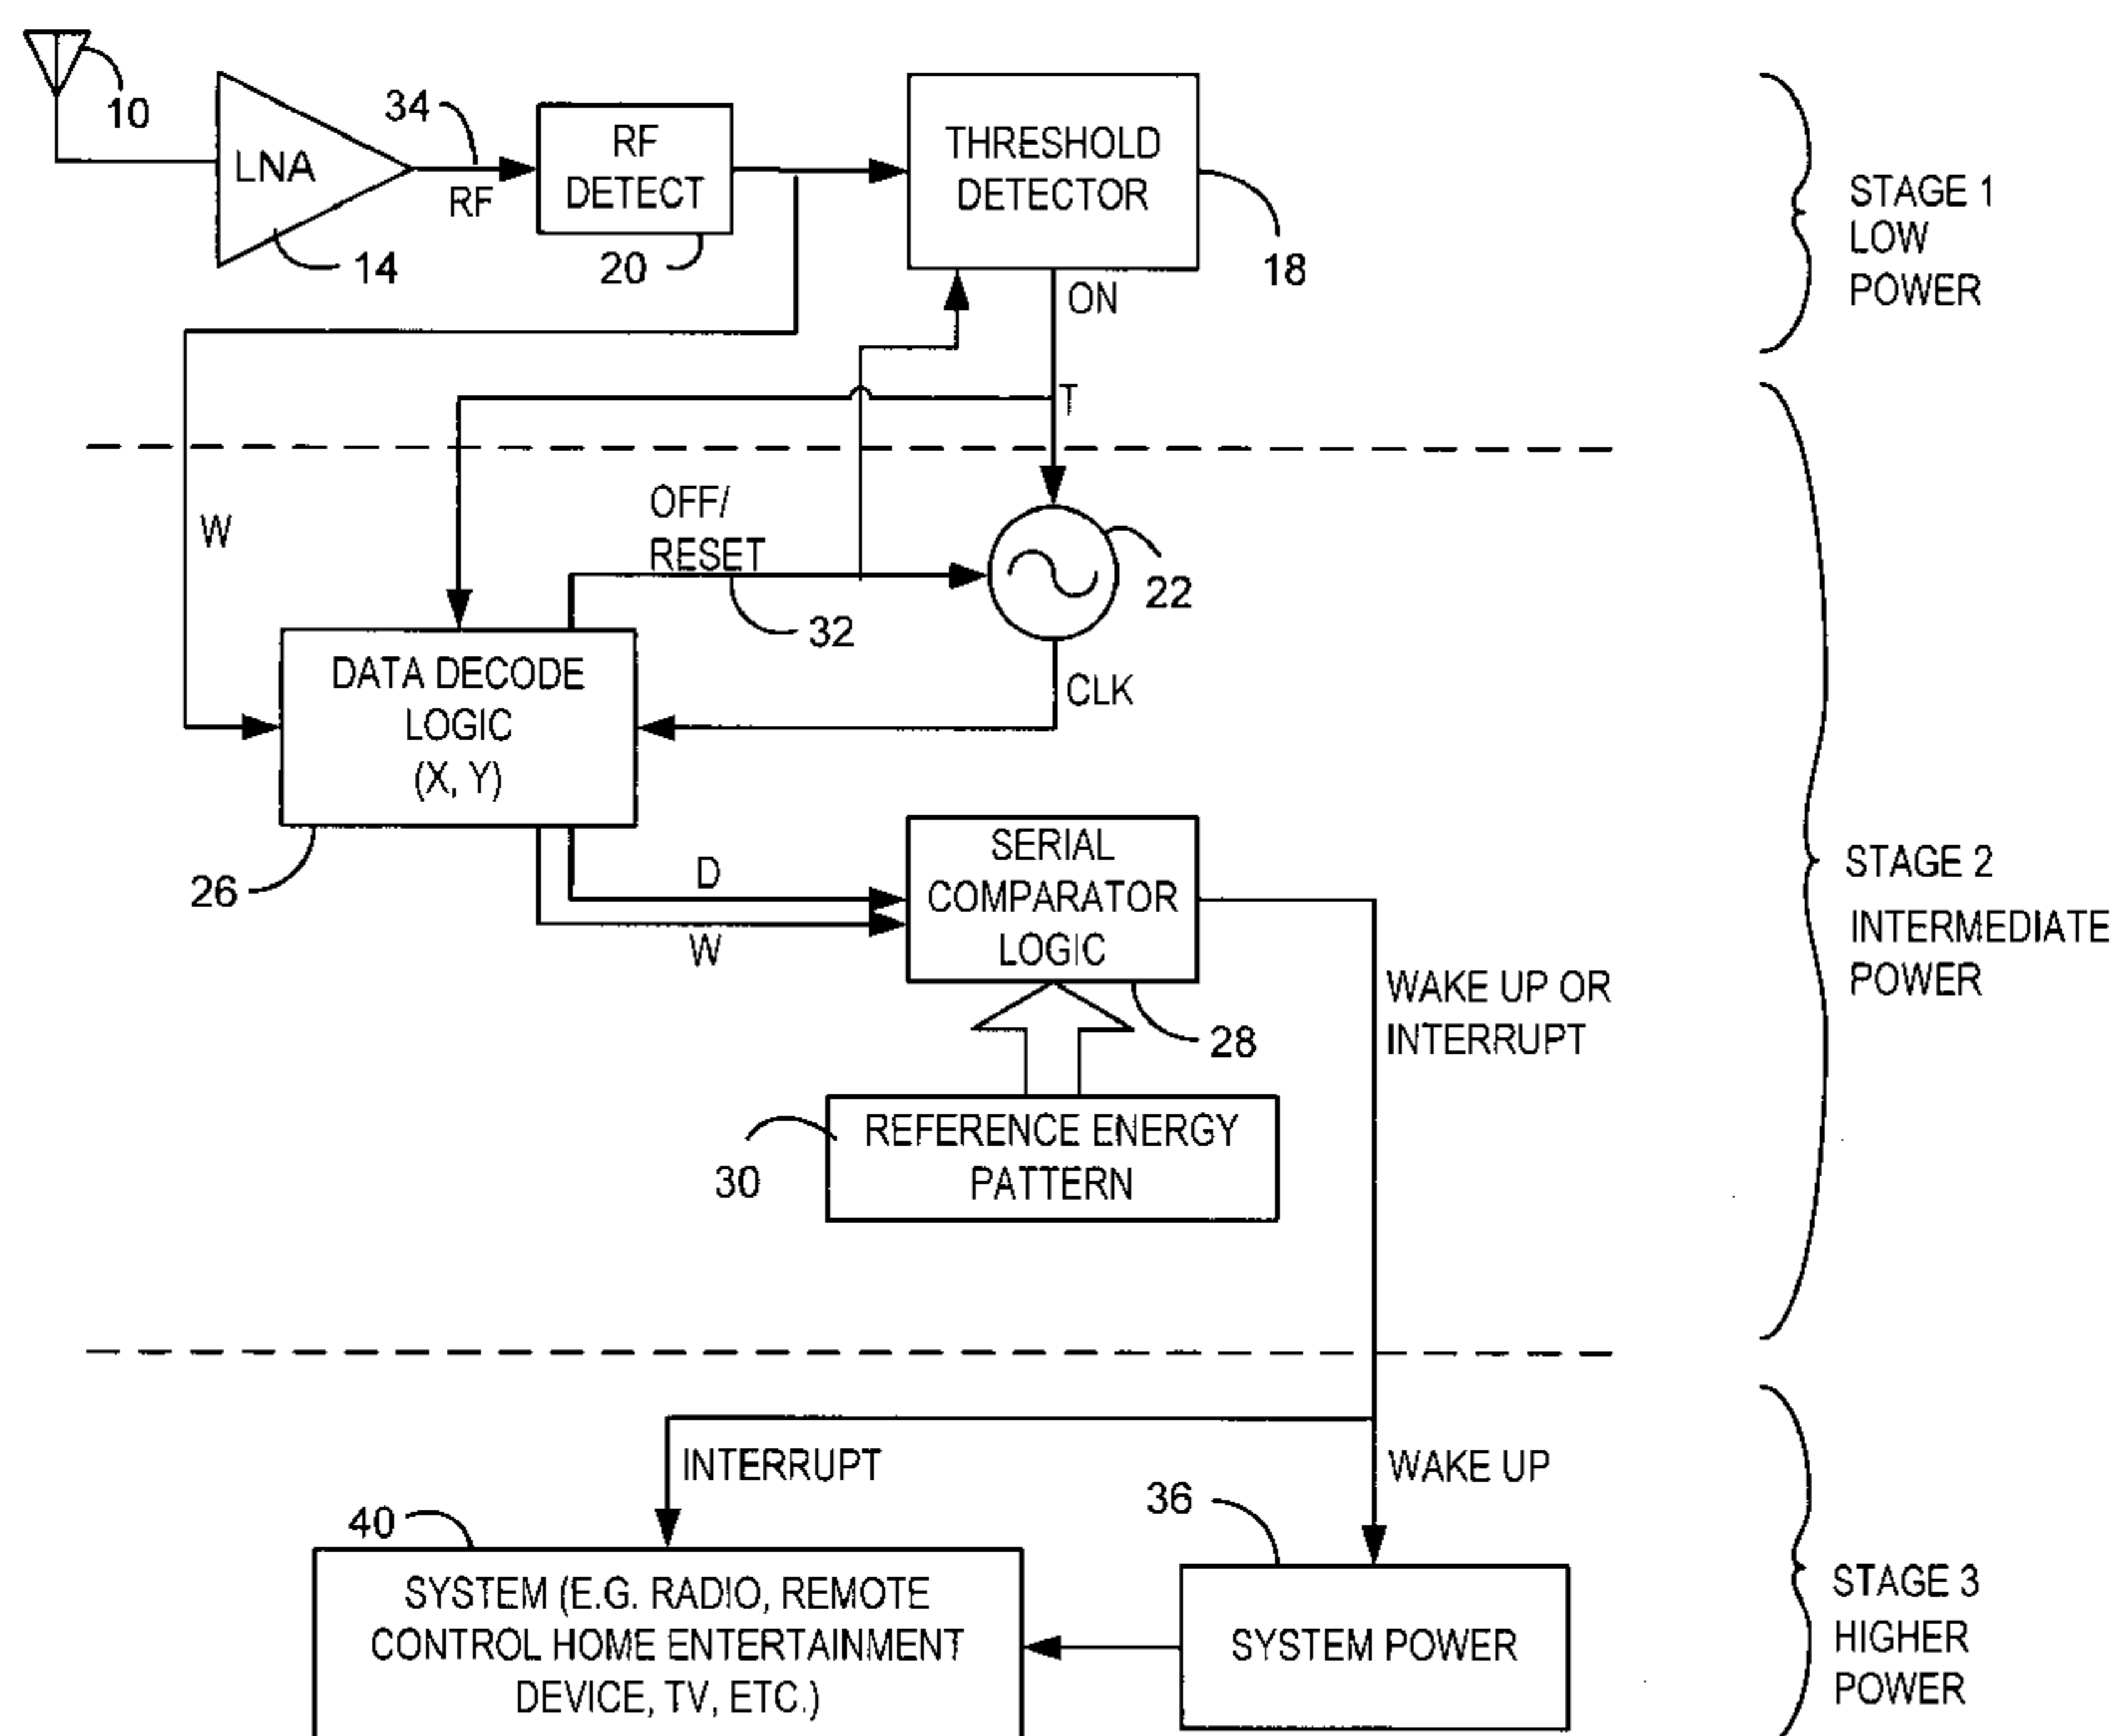 10
LNA
14
34
RF
RF
DETECT
20
THRESHOLD
DETECTOR
18
STAGE 1
LOW
POWER
ON
T
W
OFF/
RESET
32
22
CLK
DATA DECODE
LOGIC
(X, Y)
26
D
W
SERIAL
COMPARATOR
LOGIC
28
REFERENCE ENERGY
PATTERN
30
WAKE UP OR
INTERRUPT
STAGE 2
INTERMEDIATE
POWER
INTERRUPT
WAKE UP
40
36
SYSTEM (E.G. RADIO, REMOTE
CONTROL HOME ENTERTAINMENT
DEVICE, TV, ETC.)
SYSTEM POWER
STAGE 3
HIGHER
POWER